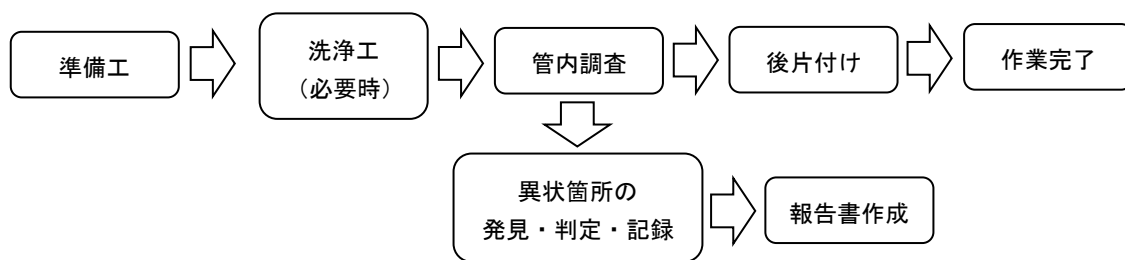 準備工
洗浄工
（必要時）
管内調査
後片付け
作業完了
異状箇所の
発見・判定・記録
報告書作成